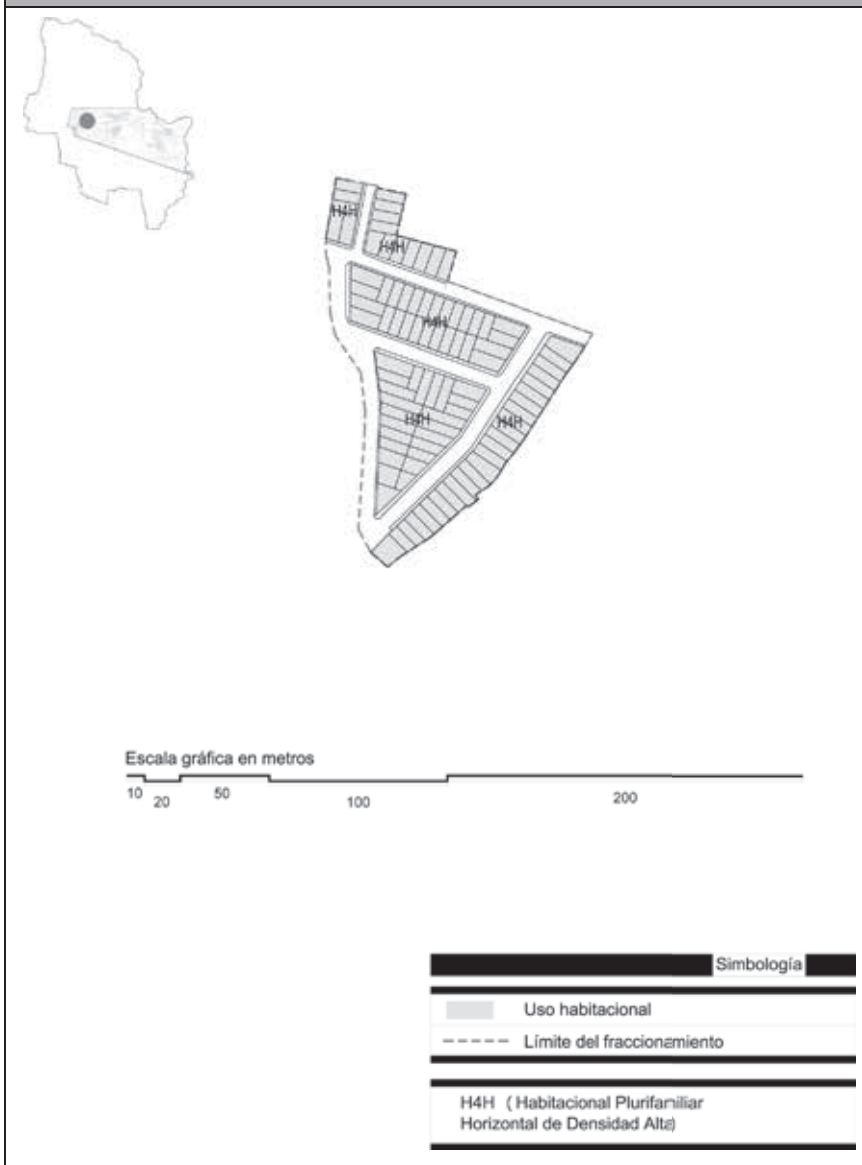 H4H
H4H
H4H
H4H
H4H
Escala gráfica en metros
10 20 50 100 200
Simbología
Uso habitacional
Límite del fraccionamiento
H4H ( Habitacional Plurifamiliar
Horizontal de Densidad Alta)